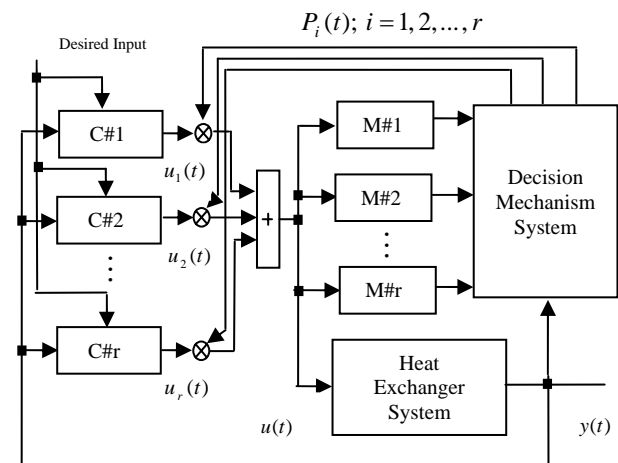 P_i(t); i = 1, 2, ..., r
Desired Input
C#1
u_1(t)
C#2
u_2(t)
⋮
C#r
u_r(t)
+
M#1
M#2
⋮
M#r
Decision
Mechanism
System
Heat
Exchanger
System
u(t)
y(t)